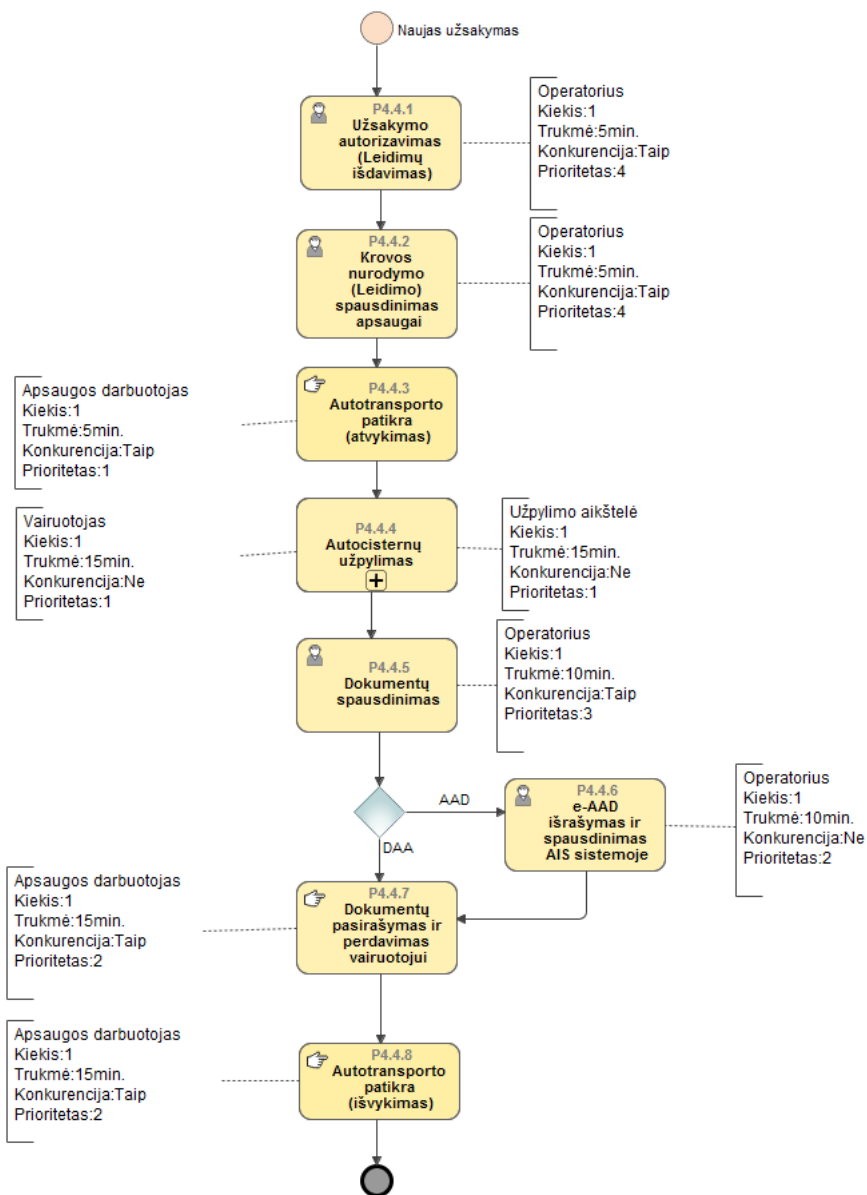 Naujas užsakymas
P4.4.1
Užsakymo
autorizavimas
(Leidimų
išdavimas)
Operatorius
Kiekis:1
Trukmė:5min.
Konkurencija:Taip
Prioritetas:4
P4.4.2
Krovos
nurodymo
(Leidimo)
spausdinimas
apsaugai
Operatorius
Kiekis:1
Trukmė:5min.
Konkurencija:Taip
Prioritetas:4
Apsaugos darbuotojas
Kiekis:1
Trukmė:5min.
Konkurencija:Taip
Prioritetas:1
P4.4.3
Autotransporto
patikra
(atvykimas)
Vairuotojas
Kiekis:1
Trukmė:15min.
Konkurencija:Ne
Prioritetas:1
P4.4.4
Autocisternų
užpylimas
Užpylimo aikštelė
Kiekis:1
Trukmė:15min.
Konkurencija:Ne
Prioritetas:1
P4.4.5
Dokumentų
spausdinimas
Operatorius
Kiekis:1
Trukmė:10min.
Konkurencija:Taip
Prioritetas:3
AAD
DAA
P4.4.6
e-AAD
išrašymas ir
spausdinimas
AIS sistemoje
Operatorius
Kiekis:1
Trukmė:10min.
Konkurencija:Ne
Prioritetas:2
Apsaugos darbuotojas
Kiekis:1
Trukmė:15min.
Konkurencija:Taip
Prioritetas:2
P4.4.7
Dokumentų
pasirašymas ir
perdavimas
vairuotojui
Apsaugos darbuotojas
Kiekis:1
Trukmė:15min.
Konkurencija:Taip
Prioritetas:2
P4.4.8
Autotransporto
patikra
(išvykimas)